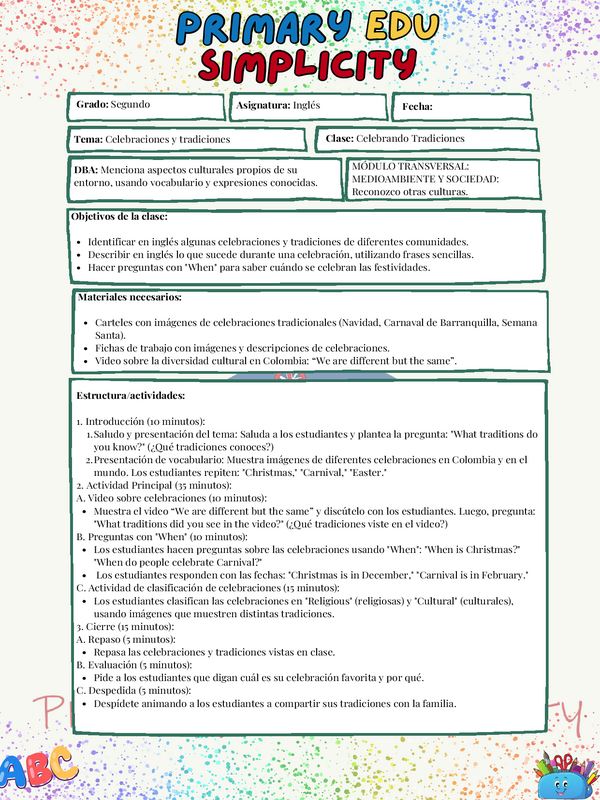 PRIMARY EDU
SIMPLICITY
Grado: Segundo
Asignatura: Inglés
Fecha:
Tema: Celebraciones y tradiciones
Clase: Celebrando Tradiciones
DBA: Menciona aspectos culturales propios de su
entorno, usando vocabulario y expresiones conocidas.
MÓDULO TRANSVERSAL:
MEDIOAMBIENTE Y SOCIEDAD:
Reconozco otras culturas.
Objetivos de la clase:
• Identificar en inglés algunas celebraciones y tradiciones de diferentes comunidades.
• Describir en inglés lo que sucede durante una celebración, utilizando frases sencillas.
• Hacer preguntas con "When" para saber cuándo se celebran las festividades.
Materiales necesarios:
• Carteles con imágenes de celebraciones tradicionales (Navidad, Carnaval de Barranquilla, Semana
Santa).
• Fichas de trabajo con imágenes y descripciones de celebraciones.
• Video sobre la diversidad cultural en Colombia: “We are different but the same”.
Estructura/actividades:
1. Introducción (10 minutos):
1. Saludo y presentación del tema: Saluda a los estudiantes y plantea la pregunta: "What traditions do
you know?" (¿Qué tradiciones conoces?)
2. Presentación de vocabulario: Muestra imágenes de diferentes celebraciones en Colombia y en el
mundo. Los estudiantes repiten: "Christmas," "Carnival," "Easter."
2. Actividad Principal (35 minutos):
A. Video sobre celebraciones (10 minutos):
• Muestra el video “We are different but the same” y discútelo con los estudiantes. Luego, pregunta:
"What traditions did you see in the video?" (¿Qué tradiciones viste en el video?)
B. Preguntas con "When" (10 minutos):
• Los estudiantes hacen preguntas sobre las celebraciones usando "When": "When is Christmas?"
"When do people celebrate Carnival?"
• Los estudiantes responden con las fechas: "Christmas is in December," "Carnival is in February."
C. Actividad de clasificación de celebraciones (15 minutos):
• Los estudiantes clasifican las celebraciones en "Religious" (religiosas) y "Cultural" (culturales),
usando imágenes que muestren distintas tradiciones.
3. Cierre (15 minutos):
A. Repaso (5 minutos):
• Repasa las celebraciones y tradiciones vistas en clase.
B. Evaluación (5 minutos):
• Pide a los estudiantes que digan cuál es su celebración favorita y por qué.
C. Despedida (5 minutos):
• Despídete animando a los estudiantes a compartir sus tradiciones con la familia.
ABC